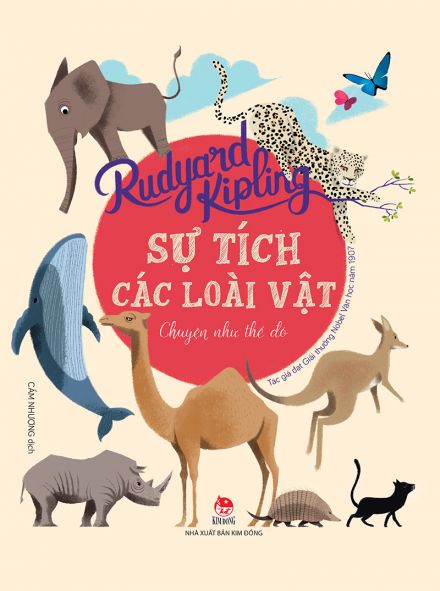 Rudyard
Kipling
SỰ TÍCH
CÁC LOÀI VẬT
Chuyện như thế đó
Tác giả đạt Giải thưởng Nobel Văn học năm 1907
CẨM NHƯƠNG dịch
KIM ĐỒNG
NHÀ XUẤT BẢN KIM ĐỒNG